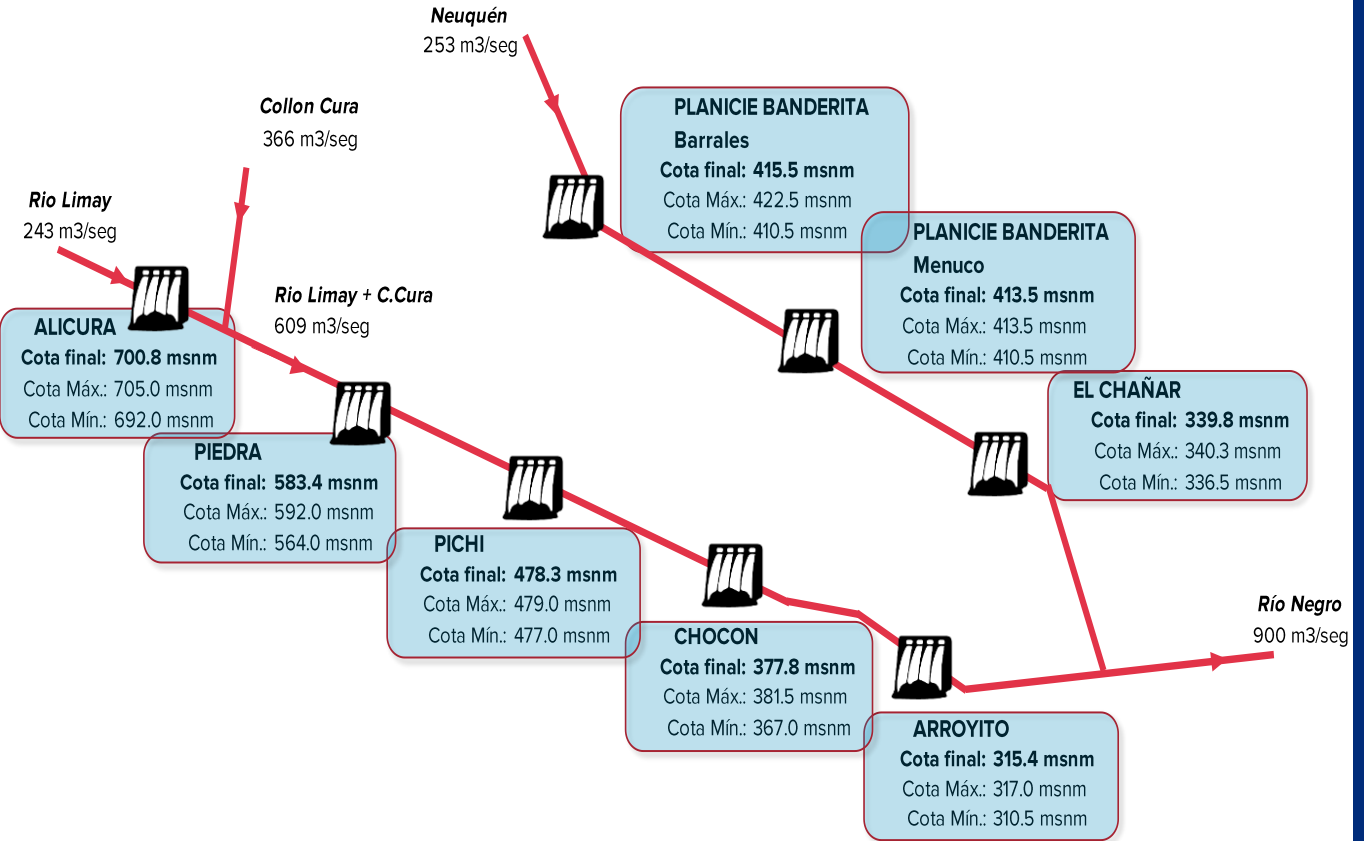 Neuquén
253 m3/seg
Collon Cura
366 m3/seg
Rio Limay
243 m3/seg
Rio Limay + C.Cura
609 m3/seg
PLANICIE BANDERITA
Barrales
Cota final: 415.5 msnm
Cota Máx.: 422.5 msnm
Cota Mín.: 410.5 msnm
PLANICIE BANDERITA
Menuco
Cota final: 413.5 msnm
Cota Máx.: 413.5 msnm
Cota Mín.: 410.5 msnm
EL CHAÑAR
Cota final: 339.8 msnm
Cota Máx.: 340.3 msnm
Cota Mín.: 336.5 msnm
ALICURA
Cota final: 700.8 msnm
Cota Máx.: 705.0 msnm
Cota Mín.: 692.0 msnm
PIEDRA
Cota final: 583.4 msnm
Cota Máx.: 592.0 msnm
Cota Mín.: 564.0 msnm
PICHI
Cota final: 478.3 msnm
Cota Máx.: 479.0 msnm
Cota Mín.: 477.0 msnm
CHOCON
Cota final: 377.8 msnm
Cota Máx.: 381.5 msnm
Cota Mín.: 367.0 msnm
ARROYITO
Cota final: 315.4 msnm
Cota Máx.: 317.0 msnm
Cota Mín.: 310.5 msnm
Río Negro
900 m3/seg